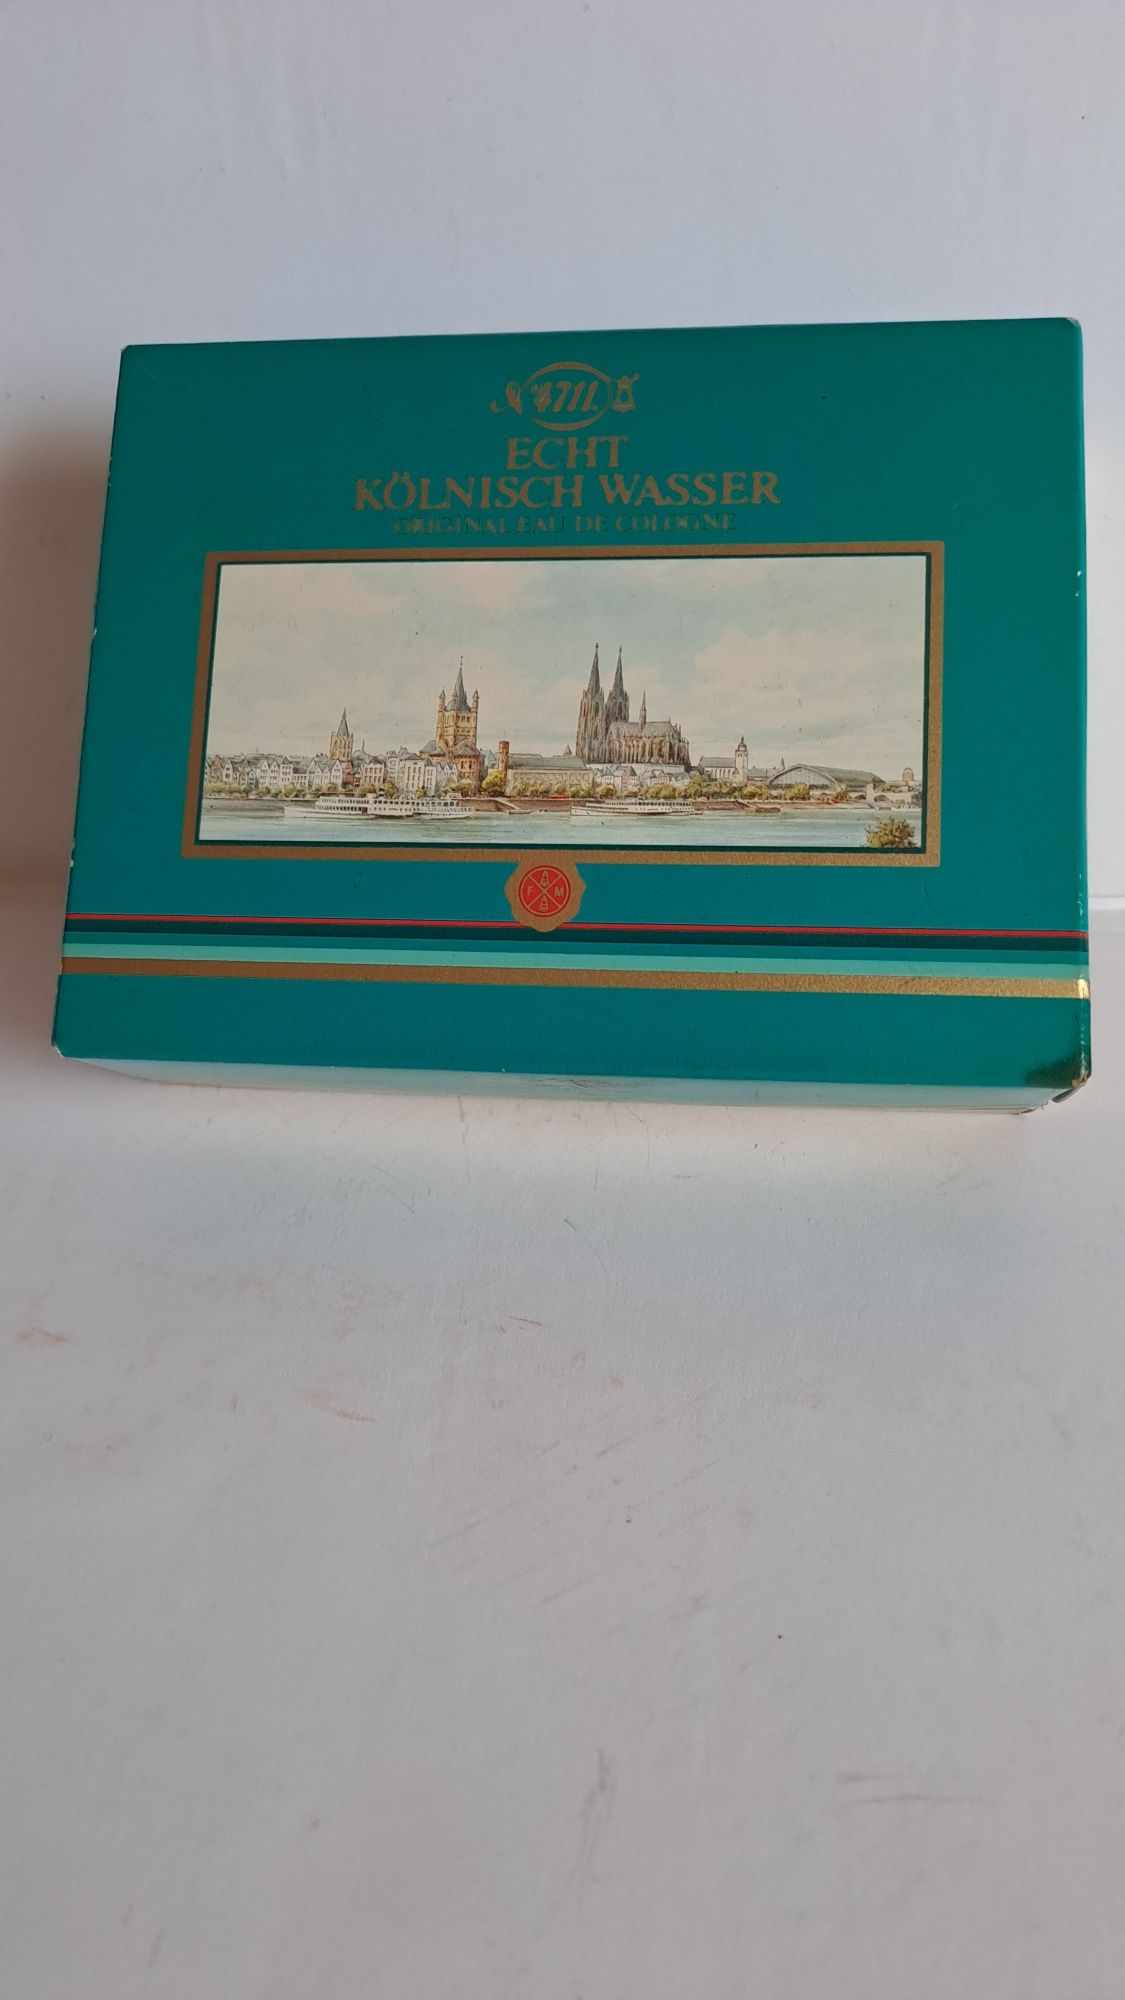 Nº 4711.
ECHT
KÖLNISCH WASSER
ORIGINAL EAU DE COLOGNE
F M